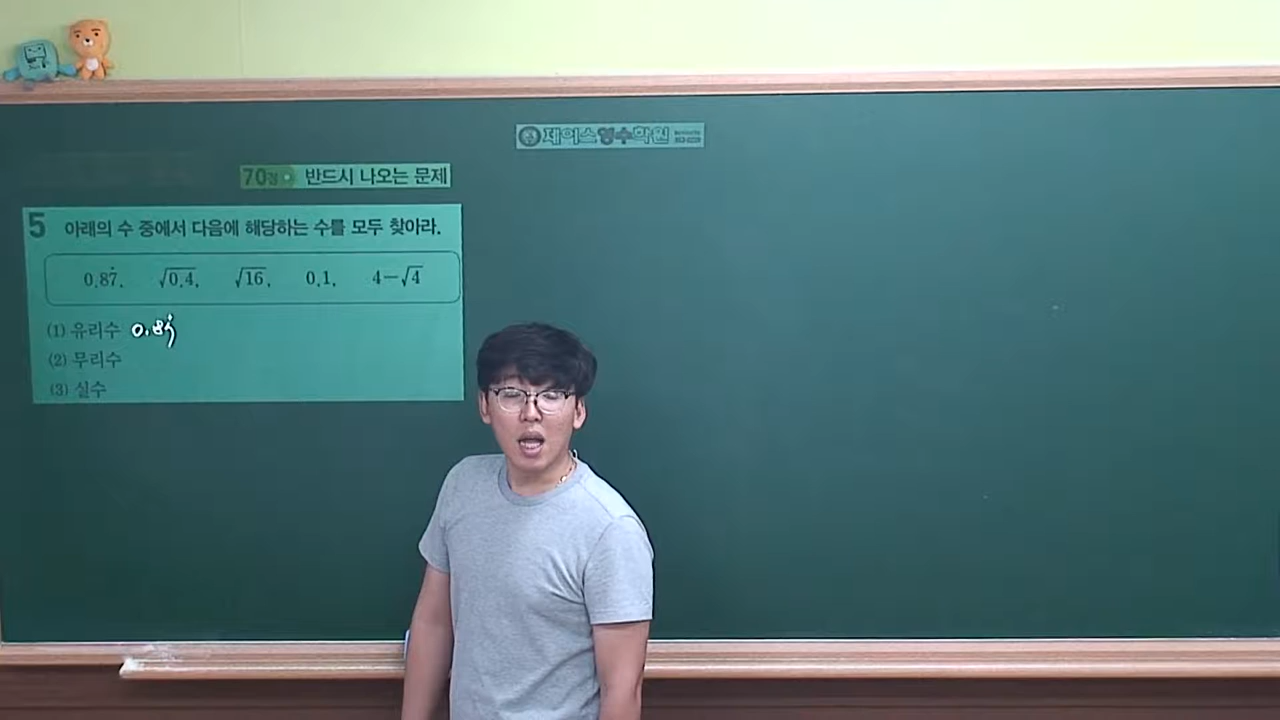 제이스영수학원
70점 반드시 나오는 문제
5 아래의 수 중에서 다음에 해당하는 수를 모두 찾아라.
0.87̇, √0.4, √16, 0.1, 4−√4
(1) 유리수 0.87̇
(2) 무리수
(3) 실수